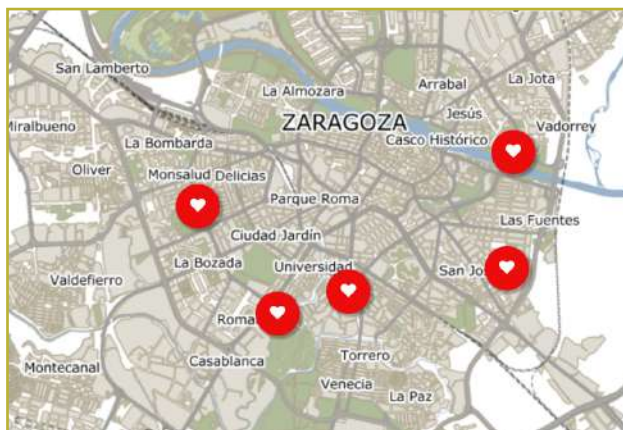 San Lamberto
La Jota
Arrabal
La Almozara
Jesús
ZARAGOZA
Miralbueno
Vadorrey
Casco Histórico
La Bombarda
Oliver
Monsalud Delicias
Parque Roma
Las Fuentes
Ciudad Jardín
La Bozada
Universidad
San Jo
Valdefierro
Roma
Casablanca
Torrero
Montecanal
Venecia
La Paz